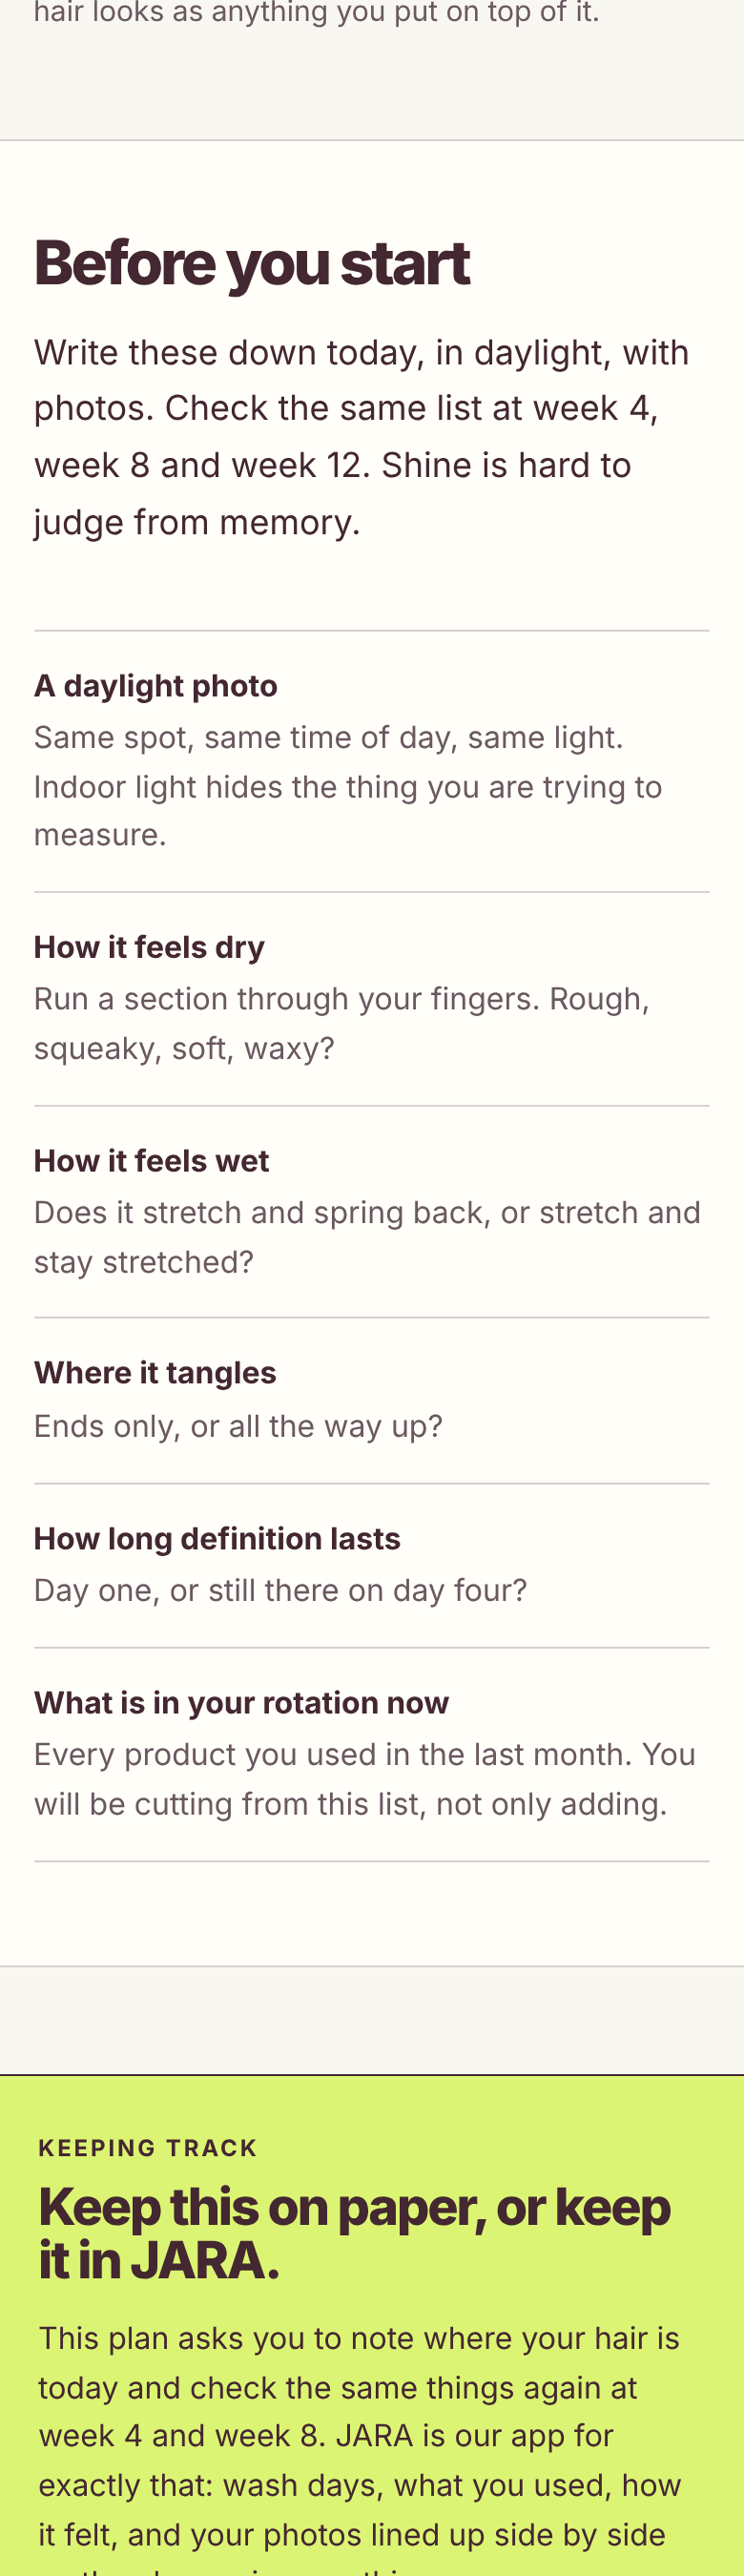 hair looks as anything you put on top of it.
Before you start
Write these down today, in daylight, with
photos. Check the same list at week 4,
week 8 and week 12. Shine is hard to
judge from memory.
A daylight photo
Same spot, same time of day, same light.
Indoor light hides the thing you are trying to
measure.
How it feels dry
Run a section through your fingers. Rough,
squeaky, soft, waxy?
How it feels wet
Does it stretch and spring back, or stretch and
stay stretched?
Where it tangles
Ends only, or all the way up?
How long definition lasts
Day one, or still there on day four?
What is in your rotation now
Every product you used in the last month. You
will be cutting from this list, not only adding.
KEEPING TRACK
Keep this on paper, or keep
it in JARA.
This plan asks you to note where your hair is
today and check the same things again at
week 4 and week 8. JARA is our app for
exactly that: wash days, what you used, how
it felt, and your photos lined up side by side